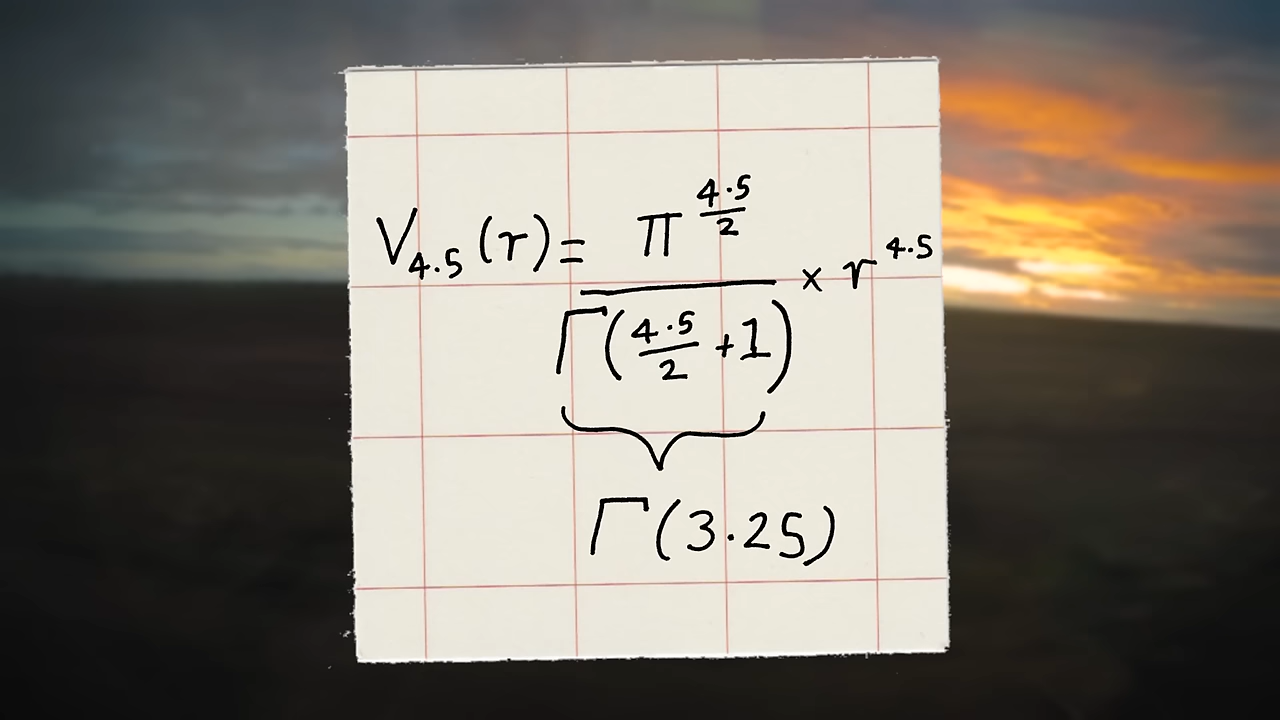 V₄.₅(r) = π^(4.5/2) / Γ(4.5/2 + 1) × r^4.5
Γ(3.25)